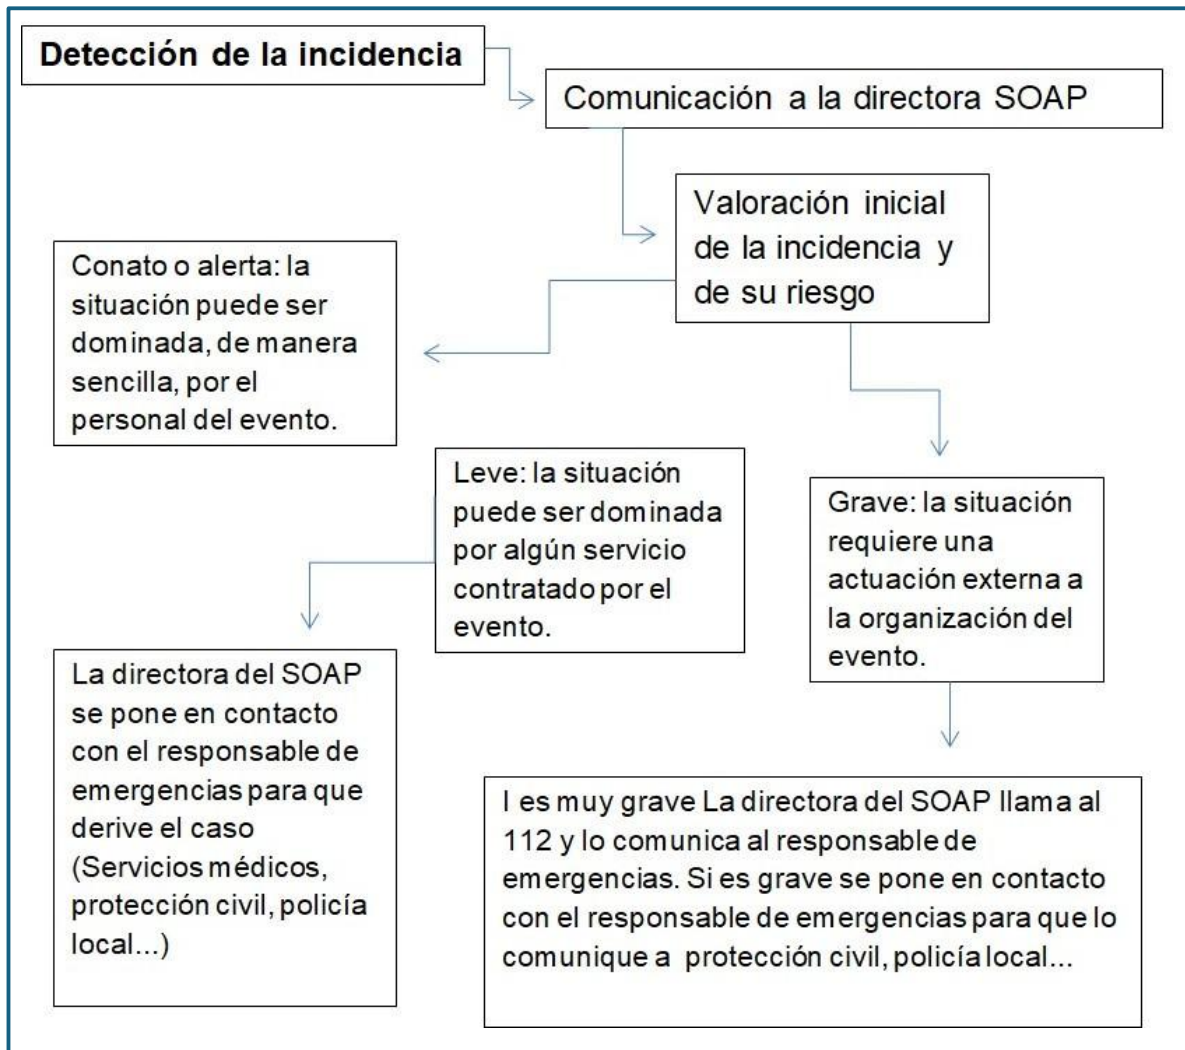 Detección de la incidencia
Comunicación a la directora SOAP
Valoración inicial
de la incidencia y
de su riesgo
Conato o alerta: la
situación puede ser
dominada, de manera
sencilla, por el
personal del evento.
Leve: la situación
puede ser dominada
por algún servicio
contratado por el
evento.
Grave: la situación
requiere una
actuación externa a
la organización del
evento.
La directora del SOAP
se pone en contacto
con el responsable de
emergencias para que
derive el caso
(Servicios médicos,
protección civil, policía
local...)
I es muy grave La directora del SOAP llama al
112 y lo comunica al responsable de
emergencias. Si es grave se pone en contacto
con el responsable de emergencias para que lo
comunique a protección civil, policía local...